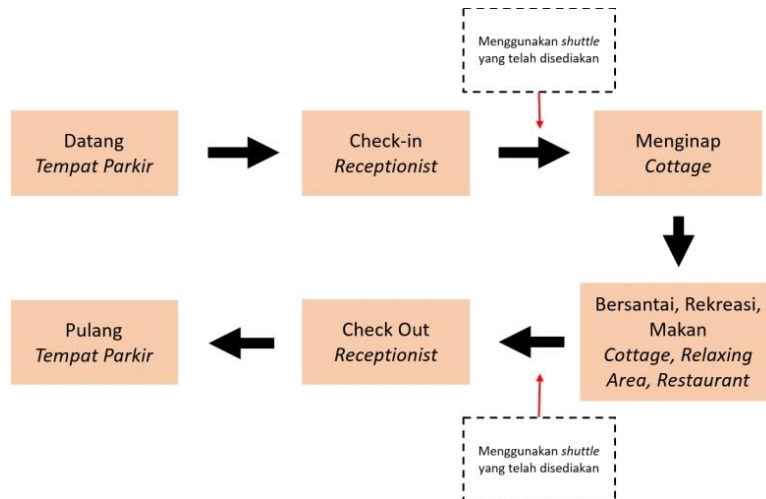 Menggunakan shuttle
yang telah disediakan
Datang
Tempat Parkir
Check-in
Receptionist
Menginap
Cottage
Pulang
Tempat Parkir
Check Out
Receptionist
Bersantai, Rekreasi,
Makan
Cottage, Relaxing
Area, Restaurant
Menggunakan shuttle
yang telah disediakan